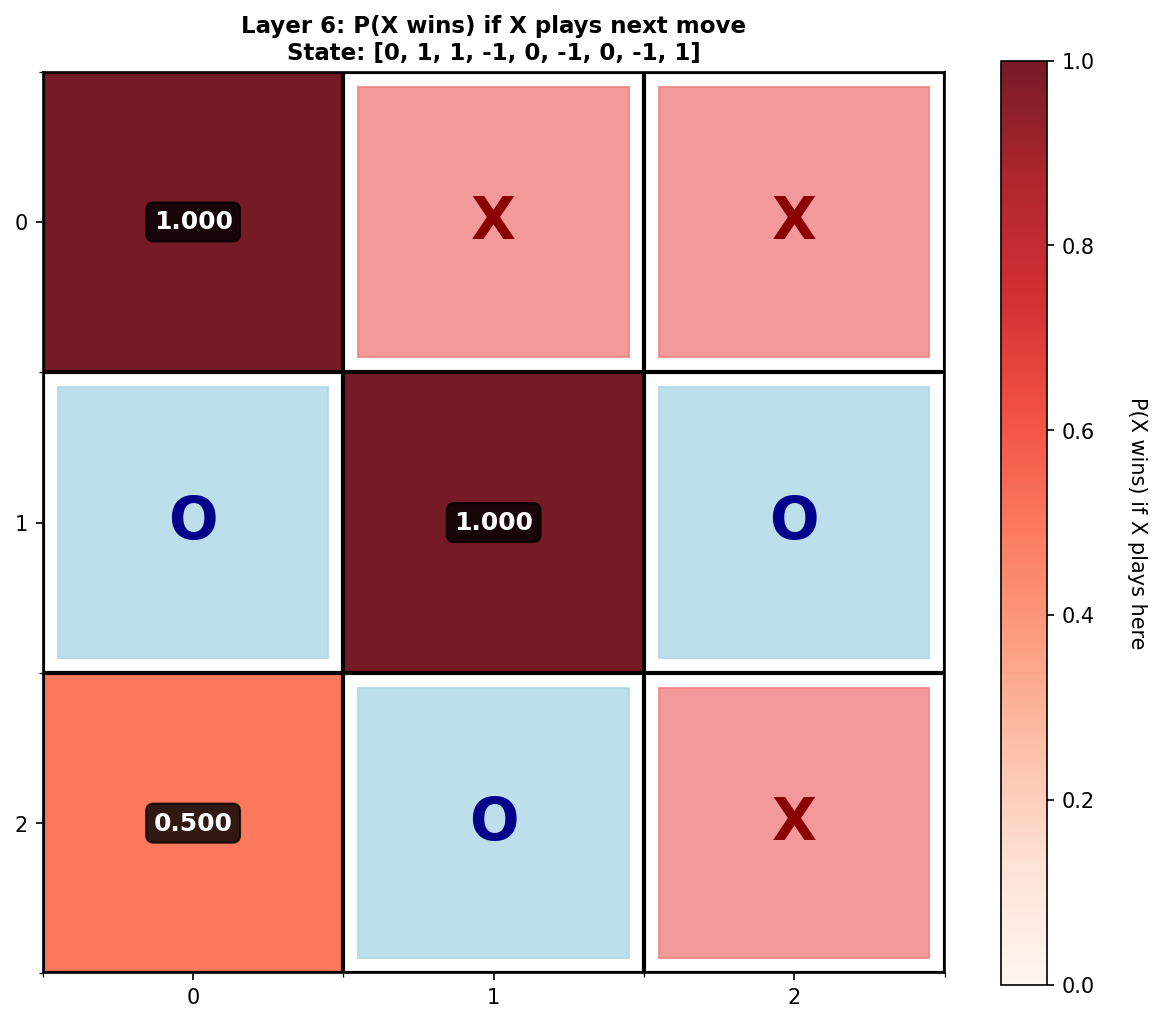 Layer 6: P(X wins) if X plays next move
State: [0, 1, 1, -1, 0, -1, 0, -1, 1]
0
1.000
X
X
1
O
1.000
O
2
0.500
O
X
0
1
2
1.0
0.8
0.6
0.4
0.2
0.0
P(X wins) if X plays here